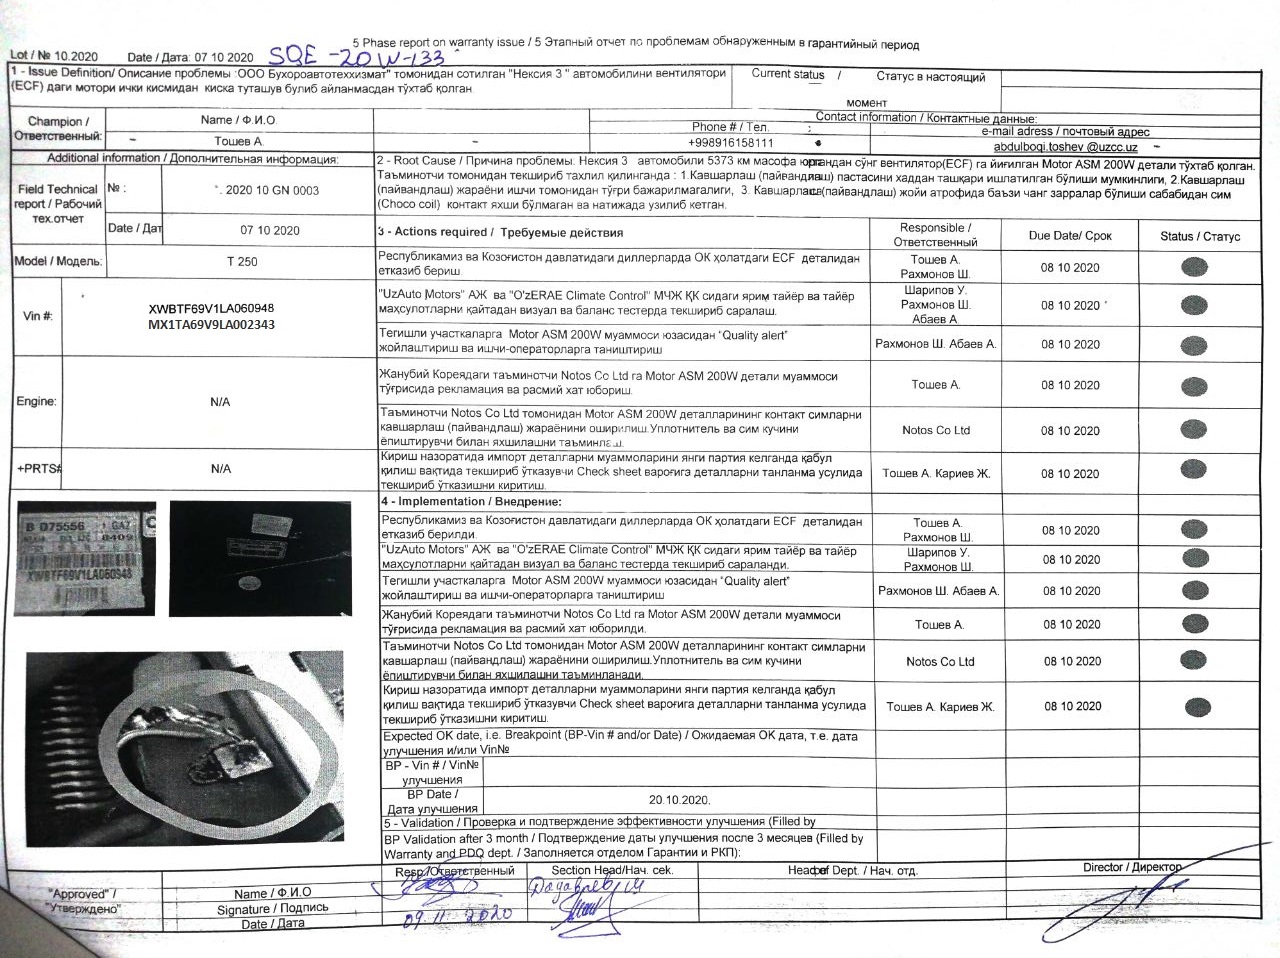 5 Phase report on warranty issue / 5 Этапный отчет по проблемам обнаруженным в гарантийный период
Lot / № 10.2020 Date / Дата: 07 10 2020 SQE -20W-133
1 - Issue Definition/ Описание проблемы :ООО Бухороавтотеххизмат" томонидан сотилган "Нексия 3 " автомобилини вентилятори
(ECF) даги мотори ички кисмидан киска туташув булиб айланмасдан тўхтаб қолган.
Current status / Статус в настоящий
момент
Champion /
Ответственный:
Name / Ф.И.О
Тошев А.
Contact information / Контактные данные:
Phone # / Тел. :
+998916158111
e-mail adress / почтовый адрес
abdulboqi.toshev @uzcc.uz
Additional information / Дополнительная информация:
Field Technical
report / Рабочий
тех.отчет
№ :
2020 10 GN 0003
Date / Дат
07 10 2020
Model / Модель:
T 250
Vin #:
XWBTF69V1LA060948
MX1TA69V9LA002343
Engine:
N/A
+PRTS#
N/A
2 - Root Cause / Причина проблемы: Нексия 3 автомобили 5373 км масофа юргандан сўнг вентилятор(ECF) га йиғилган Motor ASM 200W детали тўхтаб қолган.
Таъминотчи томонидан текшириб тахлил қилинганда : 1.Кавшарлаш (пайвандлаш) пастасини хаддан ташқари ишлатилган бўлиши мумкинлиги, 2.Кавшарлаш
(пайвандлаш) жараёни ишчи томонидан тўғри бажарилмагалиги, 3. Кавшарлаш(пайвандлаш) жойи атрофида баъзи чанг зарралар бўлиши сабабидан сим
(Choco coil) контакт яхши бўлмаган ва натижада узилиб кетган.
3 - Actions required / Требуемые действия
Responsible /
Ответственный
Due Date/ Срок
Status / Статус
Республикамиз ва Козоғистон давлатидаги диллерларда ОК ҳолатдаги ECF деталидан
етказиб бериш.
Тошев А.
Рахмонов Ш.
08 10 2020
"UzAuto Motors" АЖ ва "O'zERAE Climate Control" МЧЖ ҚК сидаги ярим тайёр ва тайёр
маҳсулотларни қайтадан визуал ва баланс тестерда текшириб саралаш.
Шарипов У.
Рахмонов Ш.
Абаев А.
08 10 2020
Тегишли участкаларга Motor ASM 200W муаммоси юзасидан "Quality alert"
жойлаштириш ва ишчи-операторларга таништириш
Рахмонов Ш. Абаев А.
08 10 2020
Жанубий Кореядаги таъминотчи Notos Co Ltd га Motor ASM 200W детали муаммоси
тўғрисида рекламация ва расмий хат юбориш.
Тошев А.
08 10 2020
Таъминотчи Notos Co Ltd томонидан Motor ASM 200W деталларининг контакт симларни
кавшарлаш (пайвандлаш) жараёнини оширилиш.Уплотнитель ва сим кучини
ёпиштирувчи билан яхшилашни таъминлаш.
Notos Co Ltd
08 10 2020
Кириш назоратида импорт деталларни муаммоларини янги партия келганда қабул
қилиш вақтида текшириб ўтказувчи Check sheet вароғига деталларни танланма усулида
текшириб ўтказишни киритиш.
Тошев А. Кариев Ж.
08 10 2020
4 - Implementation / Внедрение:
Республикамиз ва Козоғистон давлатидаги диллерларда ОК ҳолатдаги ECF деталидан
етказиб берилди.
Тошев А.
Рахмонов Ш.
08 10 2020
"UzAuto Motors" АЖ ва "O'zERAE Climate Control" МЧЖ ҚК сидаги ярим тайёр ва тайёр
маҳсулотларни қайтадан визуал ва баланс тестерда текшириб сараланди.
Шарипов У.
Рахмонов Ш.
08 10 2020
Тегишли участкаларга Motor ASM 200W муаммоси юзасидан "Quality alert"
жойлаштириш ва ишчи-операторларга таништириш
Рахмонов Ш. Абаев А.
08 10 2020
Жанубий Кореядаги таъминотчи Notos Co Ltd га Motor ASM 200W детали муаммоси
тўғрисида рекламация ва расмий хат юборилди.
Тошев А.
08 10 2020
Таъминотчи Notos Co Ltd томонидан Motor ASM 200W деталларининг контакт симларни
кавшарлаш (пайвандлаш) жараёнини оширилиш.Уплотнитель ва сим кучини
ёпиштирувчи билан яхшилашни таъминланади.
Notos Co Ltd
08 10 2020
Кириш назоратида импорт деталларни муаммоларини янги партия келганда қабул
қилиш вақтида текшириб ўтказувчи Check sheet вароғига деталларни танланма усулида
текшириб ўтказишни киритиш.
Тошев А. Кариев Ж.
08 10 2020
B D75556
XWBTF69V1LA060948
Expected OK date, i.e. Breakpoint (BP-Vin # and/or Date) / Ожидаемая ОК дата, т.е. дата
улучшения и/или Vin№
BP - Vin # / Vin№
улучшения
BP Date /
Дата улучшения
20.10.2020.
5 - Validation / Проверка и подтверждение эффективности улучшения (Filled by
BP Validation after 3 month / Подтверждение даты улучшения после 3 месяцев (Filled by
Warranty and PDQ dept. / Заполняется отделом Гарантии и РКП):
"Approved" /
"Утверждено"
Name / Ф.И.О
Signature / Подпись
Date / Дата
Resp/Ответственный
Section Head/Нач. сек.
Head of Dept. / Нач. отд.
Director / Директор
09.11 2020